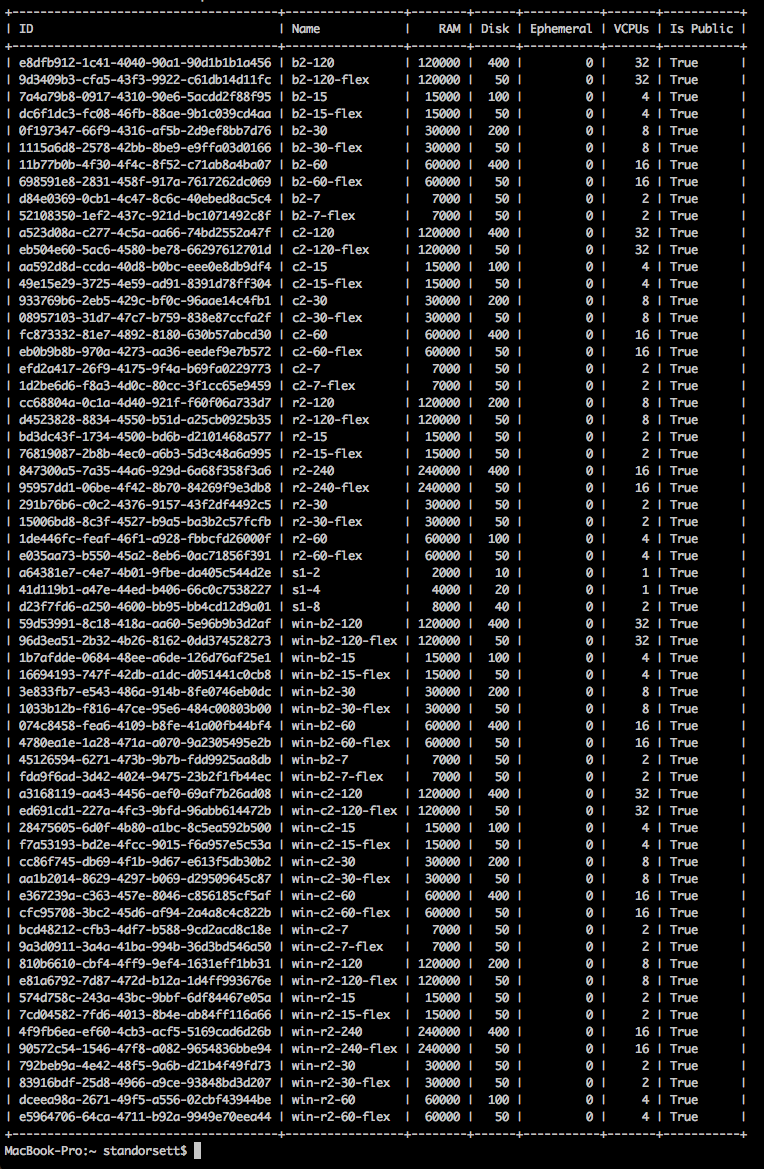 +--------------------------------------+-----------------+--------+------+-----------+-------+-----------+
| ID | Name | RAM | Disk | Ephemeral | VCPUs | Is Public |
+--------------------------------------+-----------------+--------+------+-----------+-------+-----------+
| e8dfb912-1c41-4040-90a1-90d1b1b1a456 | b2-120 | 120000 | 400 | 0 | 32 | True |
| 9d3409b3-cfa5-43f3-9922-c61db14d11fc | b2-120-flex | 120000 | 50 | 0 | 32 | True |
| 7a4a79b8-0917-4310-90e6-5acdd2f88f95 | b2-15 | 15000 | 100 | 0 | 4 | True |
| dc6f1dc3-fc08-46fb-88ae-9b1c039cd4aa | b2-15-flex | 15000 | 50 | 0 | 4 | True |
| 0f197347-66f9-4316-af5b-2d9ef8bb7d76 | b2-30 | 30000 | 200 | 0 | 8 | True |
| 1115a6d8-2578-42bb-8be9-e9ffa03d0166 | b2-30-flex | 30000 | 50 | 0 | 8 | True |
| 11b77b0b-4f30-4f4c-8f52-c71ab8a4ba07 | b2-60 | 60000 | 400 | 0 | 16 | True |
| 698591e8-2831-458f-917a-7617262dc069 | b2-60-flex | 60000 | 50 | 0 | 16 | True |
| d84e0369-0cb1-4c47-8c6c-40ebed8ac5c4 | b2-7 | 7000 | 50 | 0 | 2 | True |
| 52108350-1ef2-437c-921d-bc1071492c8f | b2-7-flex | 7000 | 50 | 0 | 2 | True |
| a523d08a-c277-4c5a-aa66-74bd2552a47f | c2-120 | 120000 | 400 | 0 | 32 | True |
| eb504e60-5ac6-4580-be78-66297612701d | c2-120-flex | 120000 | 50 | 0 | 32 | True |
| aa592d8d-ccda-40d8-b0bc-eee0e8db9df4 | c2-15 | 15000 | 100 | 0 | 4 | True |
| 49e15e29-3725-4e59-ad91-8391d78ff304 | c2-15-flex | 15000 | 50 | 0 | 4 | True |
| 933769b6-2eb5-429c-bf0c-96aae14c4fb1 | c2-30 | 30000 | 200 | 0 | 8 | True |
| 08957103-31d7-47c7-b759-838e87ccfa2f | c2-30-flex | 30000 | 50 | 0 | 8 | True |
| fc873332-81e7-4892-8180-630b57abcd30 | c2-60 | 60000 | 400 | 0 | 16 | True |
| eb0b9b8b-970a-4273-aa36-eedef9e7b572 | c2-60-flex | 60000 | 50 | 0 | 16 | True |
| efd2a417-26f9-4175-9f4a-b69fa0229773 | c2-7 | 7000 | 50 | 0 | 2 | True |
| 1d2be6d6-f8a3-4d0c-80cc-3f1cc65e9459 | c2-7-flex | 7000 | 50 | 0 | 2 | True |
| cc68804a-0c1a-4d40-921f-f60f06a733d7 | r2-120 | 120000 | 200 | 0 | 8 | True |
| d4523828-8834-4550-b51d-a25cb0925b35 | r2-120-flex | 120000 | 50 | 0 | 8 | True |
| bd3dc43f-1734-4500-bd6b-d2101468a577 | r2-15 | 15000 | 50 | 0 | 2 | True |
| 76819087-2b8b-4ec0-a6b3-5d3c48a6a995 | r2-15-flex | 15000 | 50 | 0 | 2 | True |
| 847300a5-7a35-44a6-929d-6a68f358f3a6 | r2-240 | 240000 | 400 | 0 | 16 | True |
| 95957dd1-06be-4f42-8b70-84269f9e3db8 | r2-240-flex | 240000 | 50 | 0 | 16 | True |
| 291b76b6-c0c2-4376-9157-43f2df4492c5 | r2-30 | 30000 | 50 | 0 | 2 | True |
| 15006bd8-8c3f-4527-b9a5-ba3b2c57fcfb | r2-30-flex | 30000 | 50 | 0 | 2 | True |
| 1de446fc-feaf-46f1-a928-fbbcfd26000f | r2-60 | 60000 | 100 | 0 | 4 | True |
| e035aa73-b550-45a2-8eb6-0ac71856f391 | r2-60-flex | 60000 | 50 | 0 | 4 | True |
| a64381e7-c4e7-4b01-9fbe-da405c544d2e | s1-2 | 2000 | 10 | 0 | 1 | True |
| 41d119b1-a47e-44ed-b406-66c0c7538227 | s1-4 | 4000 | 20 | 0 | 1 | True |
| d23f7fd6-a250-4600-bb95-bb4cd12d9a01 | s1-8 | 8000 | 40 | 0 | 2 | True |
| 59d53991-8c18-418a-aa60-5e96b9b3d2af | win-b2-120 | 120000 | 400 | 0 | 32 | True |
| 96d3ea51-2b32-4b26-8162-0dd374528273 | win-b2-120-flex | 120000 | 50 | 0 | 32 | True |
| 1b7afdde-0684-48ee-a6de-126d76af25e1 | win-b2-15 | 15000 | 100 | 0 | 4 | True |
| 16694193-747f-42db-a1dc-d051441c0cb8 | win-b2-15-flex | 15000 | 50 | 0 | 4 | True |
| 3e833fb7-e543-486a-914b-8fe0746eb0dc | win-b2-30 | 30000 | 200 | 0 | 8 | True |
| 1033b12b-f816-47ce-95e6-484c00803b00 | win-b2-30-flex | 30000 | 50 | 0 | 8 | True |
| 074c8458-fea6-4109-b8fe-41a00fb44bf4 | win-b2-60 | 60000 | 400 | 0 | 16 | True |
| 4780ea1e-1a28-471a-a070-9a2305495e2b | win-b2-60-flex | 60000 | 50 | 0 | 16 | True |
| 45126594-6271-473b-9b7b-fdd9925aa8db | win-b2-7 | 7000 | 50 | 0 | 2 | True |
| fda9f6ad-3d42-4024-9475-23b2f1fb44ec | win-b2-7-flex | 7000 | 50 | 0 | 2 | True |
| a3168119-aa43-4456-aef0-69af7b26ad08 | win-c2-120 | 120000 | 400 | 0 | 32 | True |
| ed691cd1-227a-4fc3-9bfd-96abb614472b | win-c2-120-flex | 120000 | 50 | 0 | 32 | True |
| 28475605-6d0f-4b80-a1bc-8c5ea592b500 | win-c2-15 | 15000 | 100 | 0 | 4 | True |
| f7a53193-bd2e-4fcc-9015-f6a957e5c53a | win-c2-15-flex | 15000 | 50 | 0 | 4 | True |
| cc86f745-db69-4f1b-9d67-e613f5db30b2 | win-c2-30 | 30000 | 200 | 0 | 8 | True |
| aa1b2014-8629-4297-b069-d29509645c87 | win-c2-30-flex | 30000 | 50 | 0 | 8 | True |
| e367239a-c363-457e-8046-c856185cf5af | win-c2-60 | 60000 | 400 | 0 | 16 | True |
| cfc95708-3bc2-45d6-af94-2a4a8c4c822b | win-c2-60-flex | 60000 | 50 | 0 | 16 | True |
| bcd48212-cfb3-4df7-b588-9cd2acd8c18e | win-c2-7 | 7000 | 50 | 0 | 2 | True |
| 9a3d0911-3a4a-41ba-994b-36d3bd546a50 | win-c2-7-flex | 7000 | 50 | 0 | 2 | True |
| 810b6610-cbf4-4ff9-9ef4-1631eff1bb31 | win-r2-120 | 120000 | 200 | 0 | 8 | True |
| e81a6792-7d87-472d-b12a-1d4ff993676e | win-r2-120-flex | 120000 | 50 | 0 | 8 | True |
| 574d758c-243a-43bc-9bbf-6df84467e05a | win-r2-15 | 15000 | 50 | 0 | 2 | True |
| 7cd04582-7fd6-4013-8b4e-ab84ff116a66 | win-r2-15-flex | 15000 | 50 | 0 | 2 | True |
| 4f9fb6ea-ef60-4cb3-acf5-5169cad6d26b | win-r2-240 | 240000 | 400 | 0 | 16 | True |
| 90572c54-1546-47f8-a082-9654836bbe94 | win-r2-240-flex | 240000 | 50 | 0 | 16 | True |
| 792beb9a-4e42-48f5-9a6b-d21b4f49fd73 | win-r2-30 | 30000 | 50 | 0 | 2 | True |
| 83916bdf-25d8-4966-a9ce-93848bd3d207 | win-r2-30-flex | 30000 | 50 | 0 | 2 | True |
| dceea98a-2671-49f5-a556-02cbf43944be | win-r2-60 | 60000 | 100 | 0 | 4 | True |
| e5964706-64ca-4711-b92a-9949e70eea44 | win-r2-60-flex | 60000 | 50 | 0 | 4 | True |
+--------------------------------------+-----------------+--------+------+-----------+-------+-----------+
MacBook-Pro:~ standorsett$